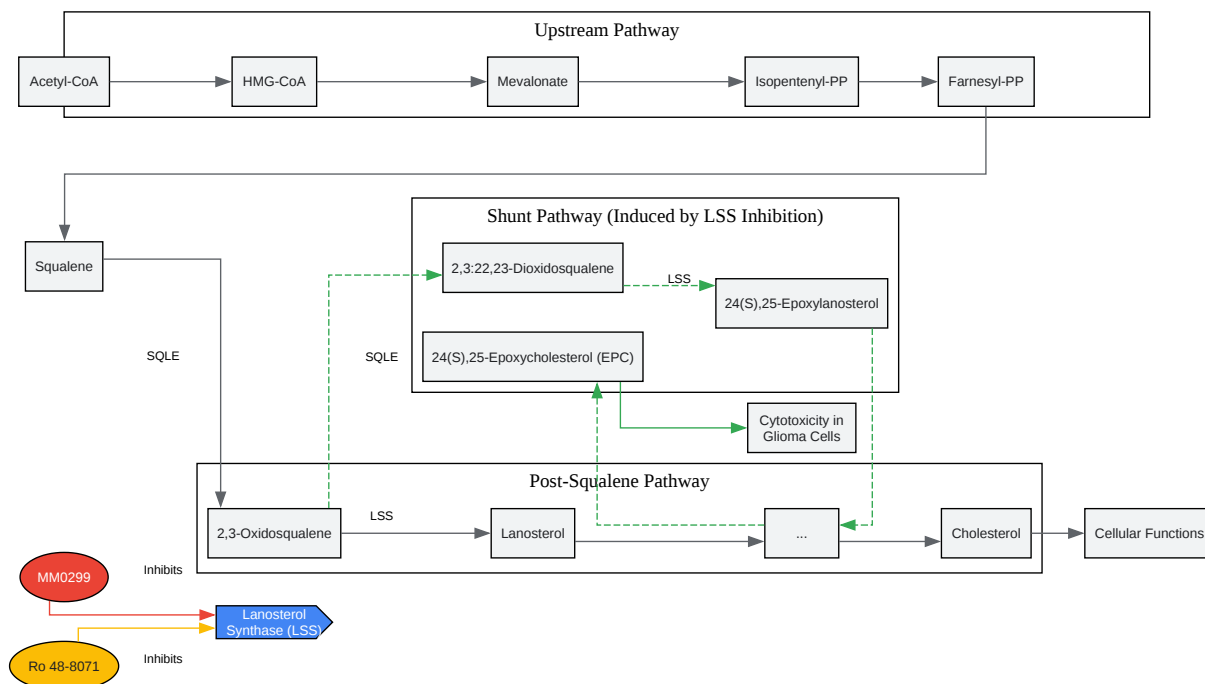 Upstream Pathway
Acetyl-CoA
HMG-CoA
Mevalonate
Isopentenyl-PP
Farnesyl-PP
Shunt Pathway (Induced by LSS Inhibition)
Squalene
2,3:22,23-Dioxidosqualene
LSS
24(S),25-Epoxylanosterol
SQLE
SQLE
24(S),25-Epoxycholesterol (EPC)
Cytotoxicity in
Glioma Cells
Post-Squalene Pathway
2,3-Oxidosqualene
LSS
Lanosterol
...
Cholesterol
Cellular Functions
MM0299
Inhibits
Lanosterol
Synthase (LSS)
Ro 48-8071
Inhibits